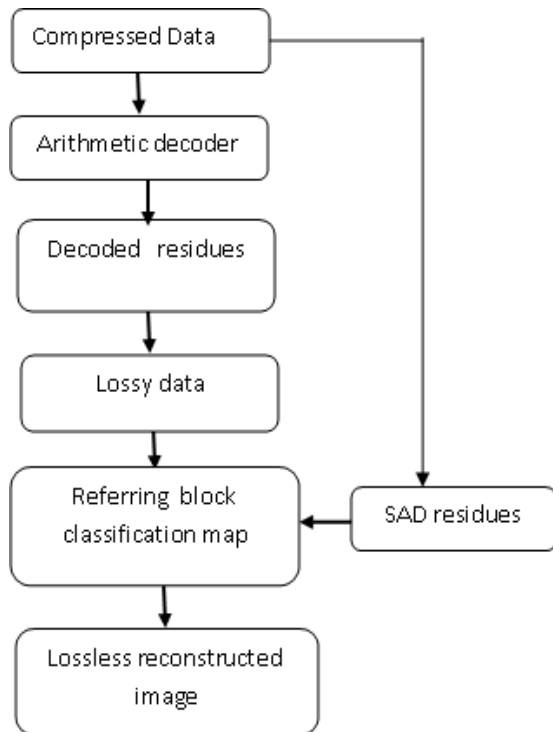 Compressed Data
Arithmetic decoder
Decoded residues
Lossy data
Referring block
classification map
SAD residues
Lossless reconstructed
image